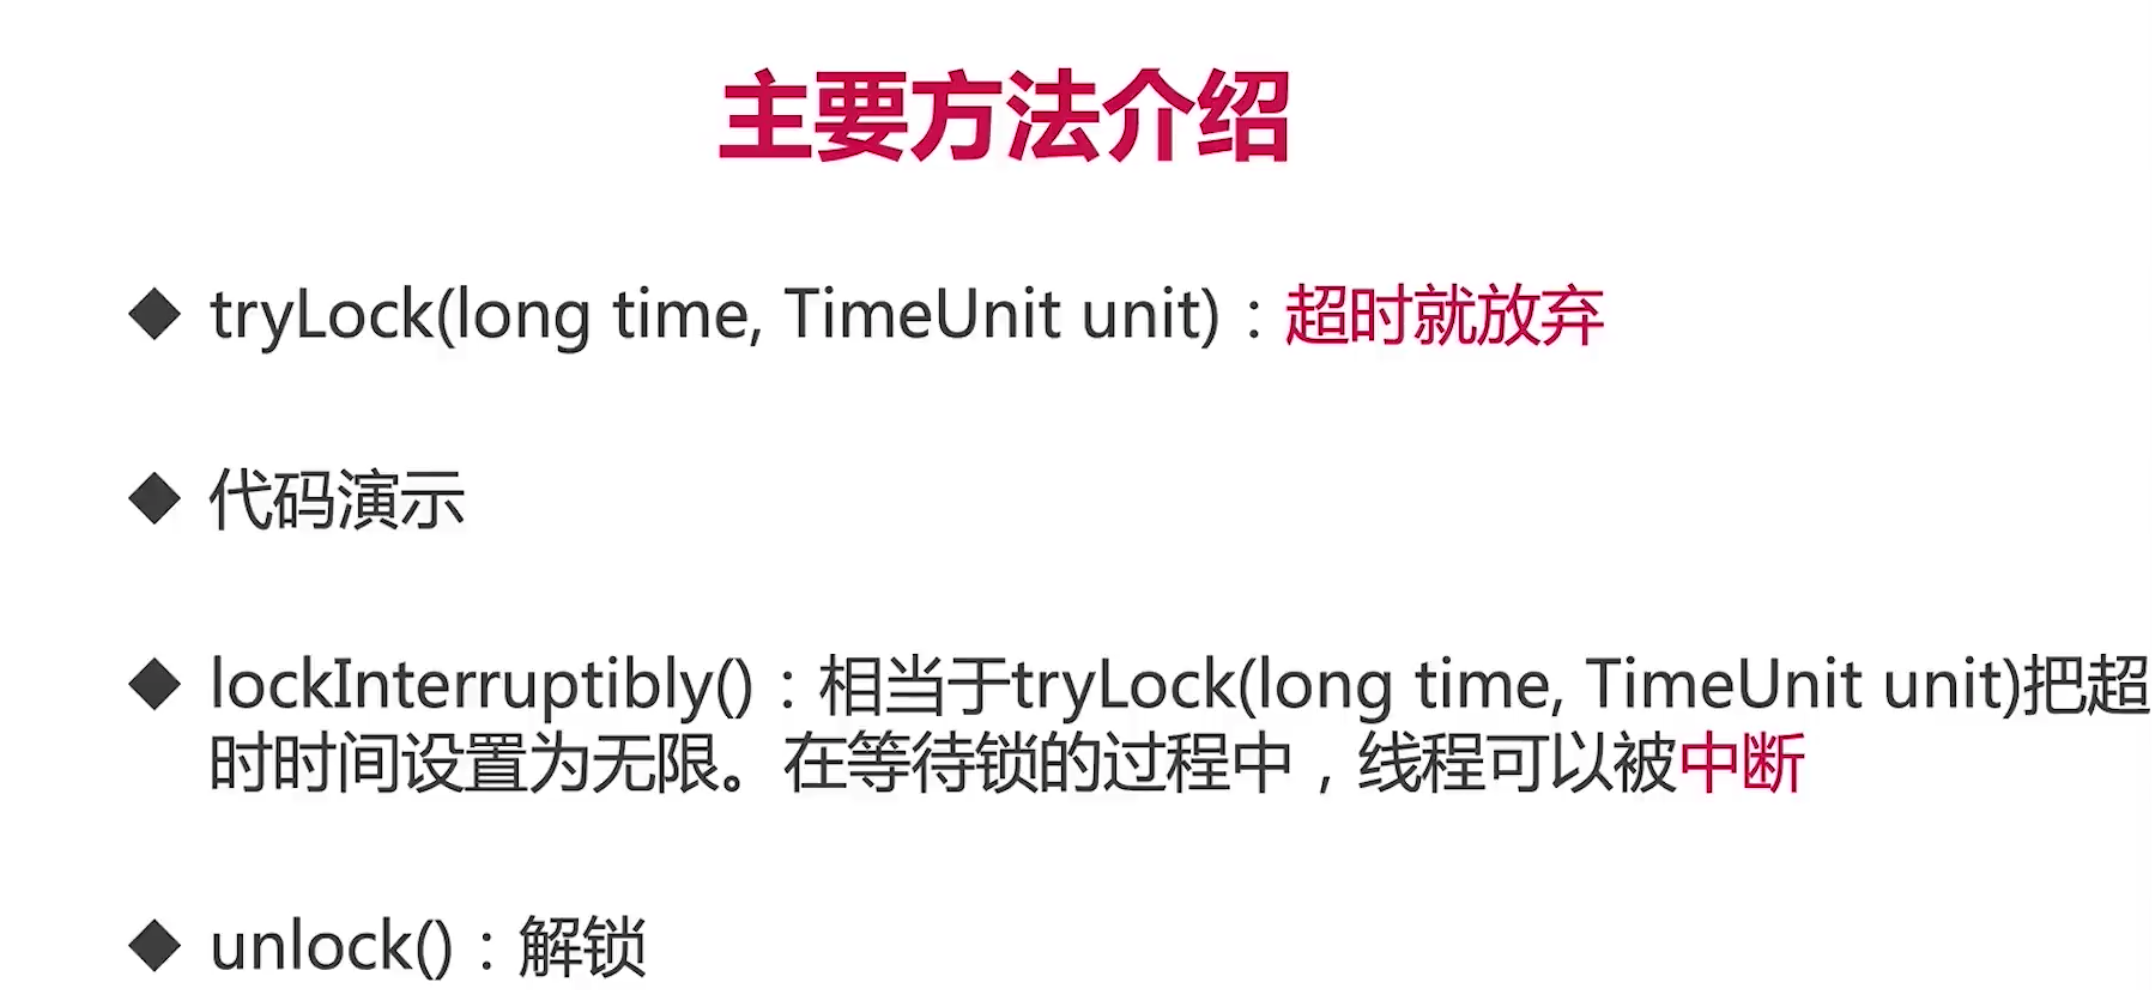 主要方法介绍
◆ tryLock(long time, TimeUnit unit)：超时就放弃
◆ 代码演示
◆ lockInterruptibly()：相当于tryLock(long time, TimeUnit unit)把超
时时间设置为无限。在等待锁的过程中，线程可以被中断
◆ unlock()：解锁